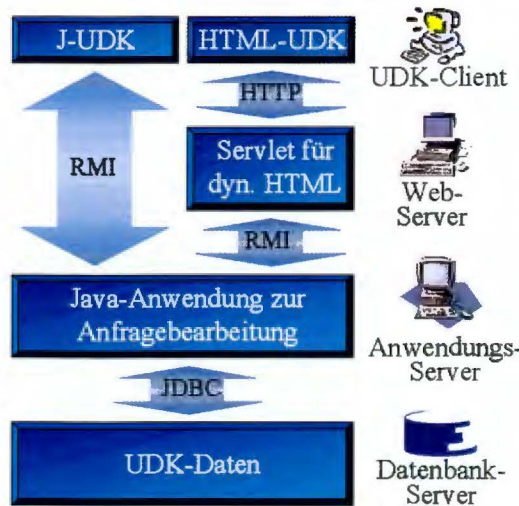 J-UDK
HTML-UDK
UDK-Client
HTTP
RMI
Servlet für
dyn. HTML
Web-
Server
RMI
Java-Anwendung zur
Anfragebearbeitung
Anwendungs-
Server
JDBC
UDK-Daten
Datenbank-
Server